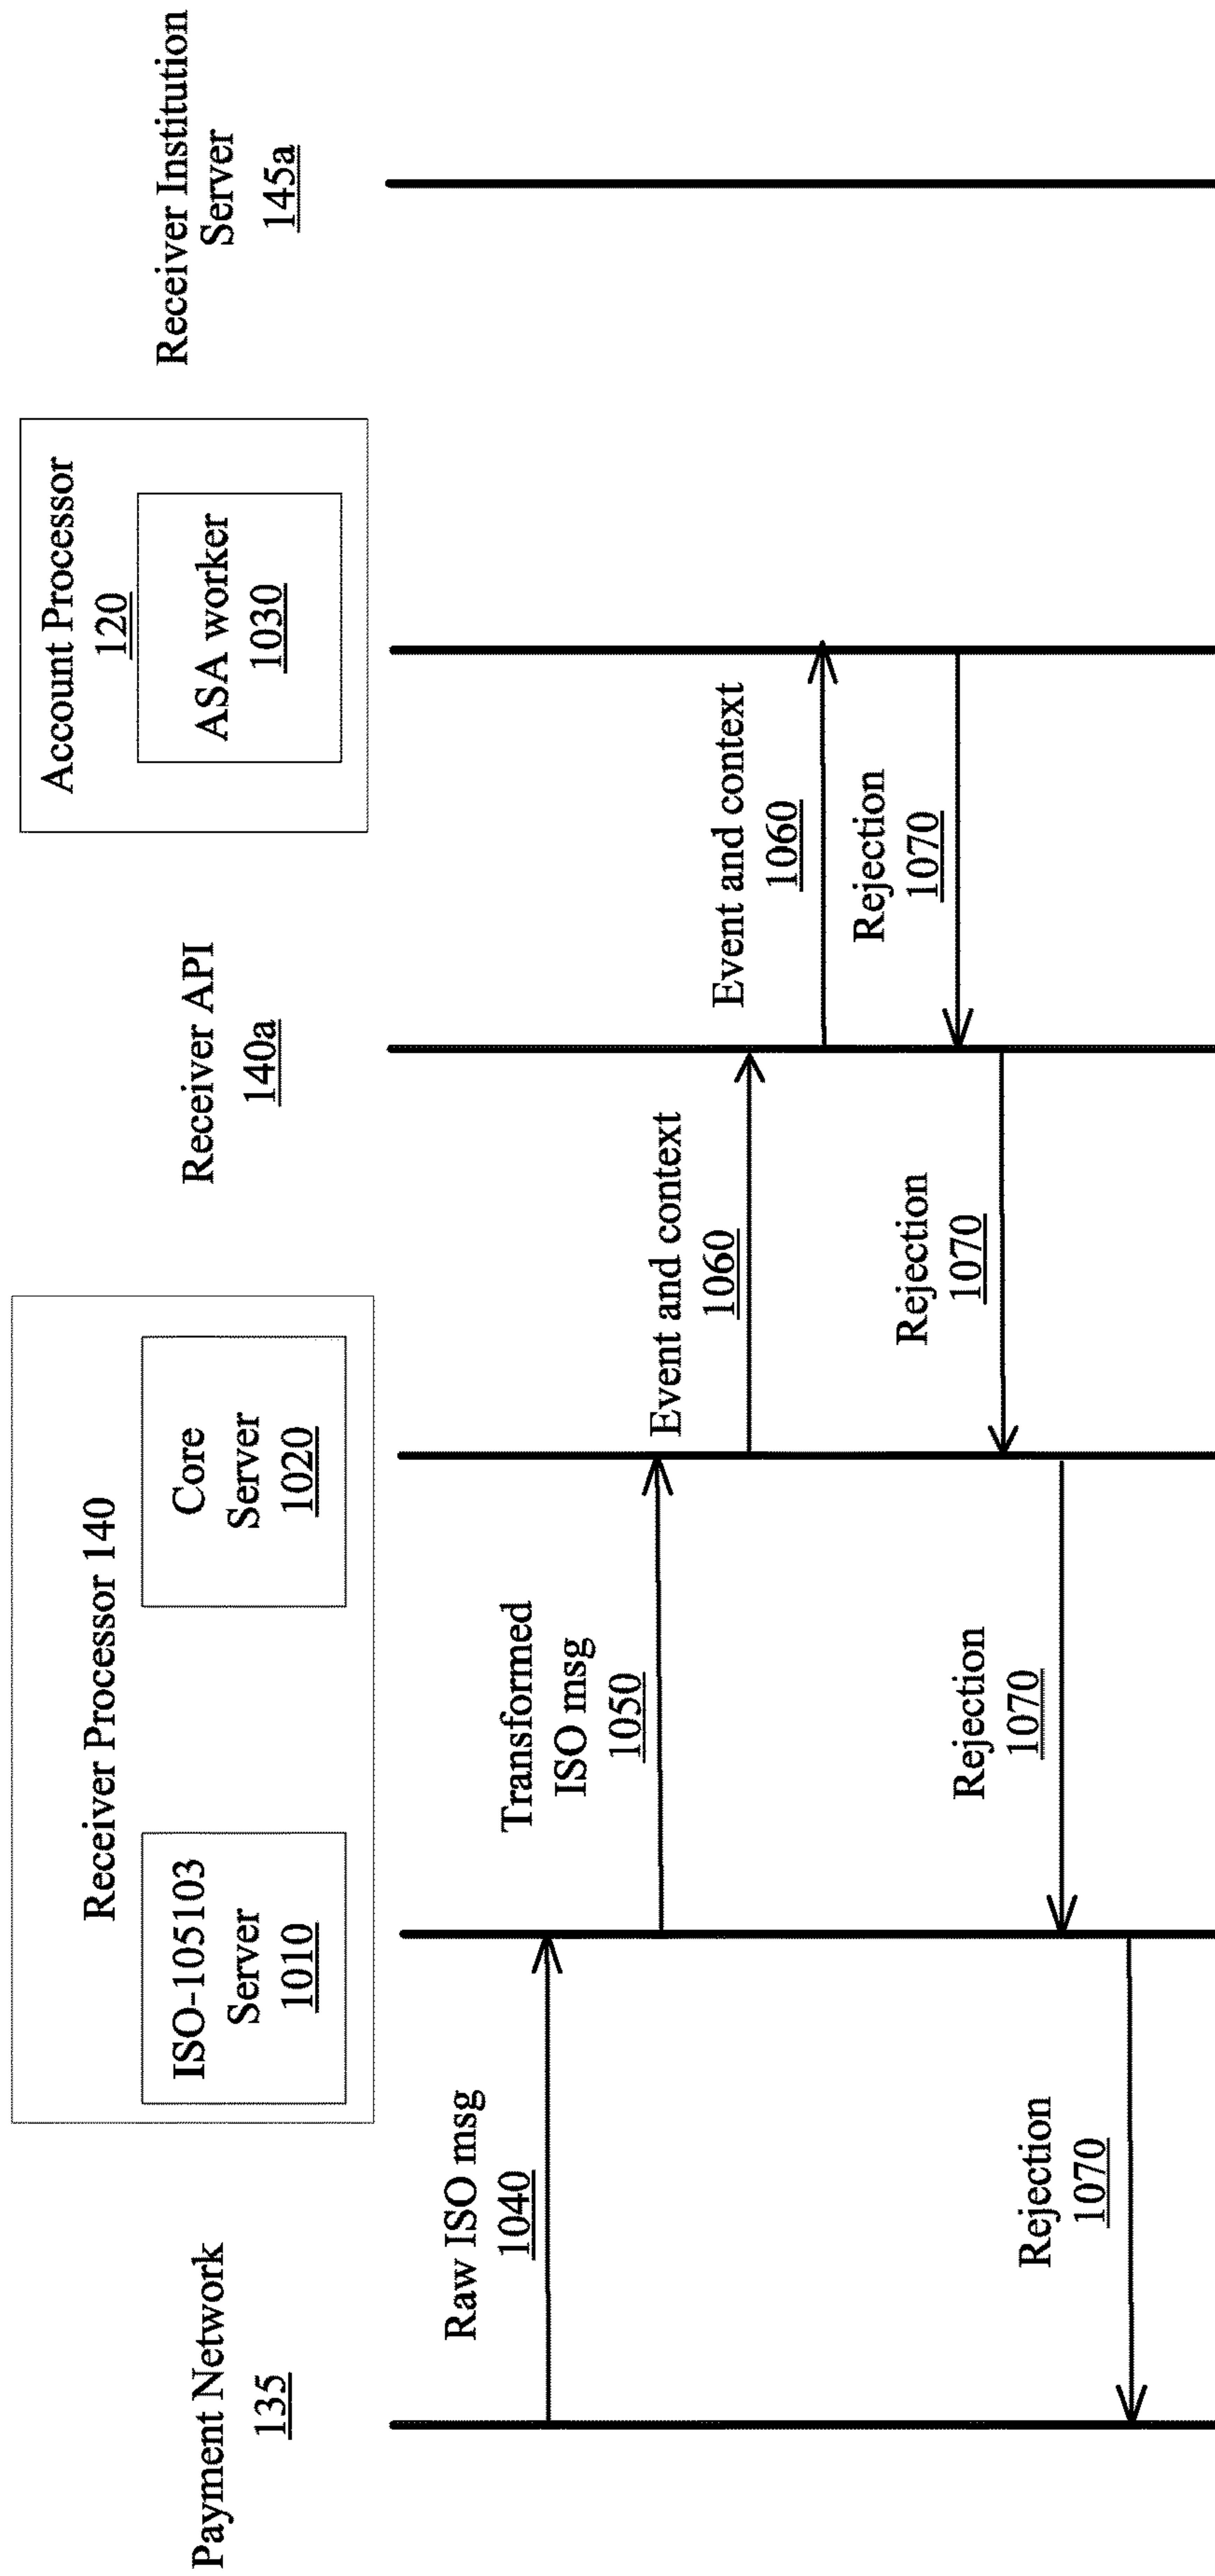 Payment Network
135
Receiver Processor 140
ISO-105103
Server
1010
Core
Server
1020
Receiver API
140a
Account Processor
120
ASA worker
1030
Receiver Institution
Server
145a
Raw ISO msg
1040
Transformed
ISO msg
1050
Event and context
1060
Event and context
1060
Rejection
1070
Rejection
1070
Rejection
1070
Rejection
1070